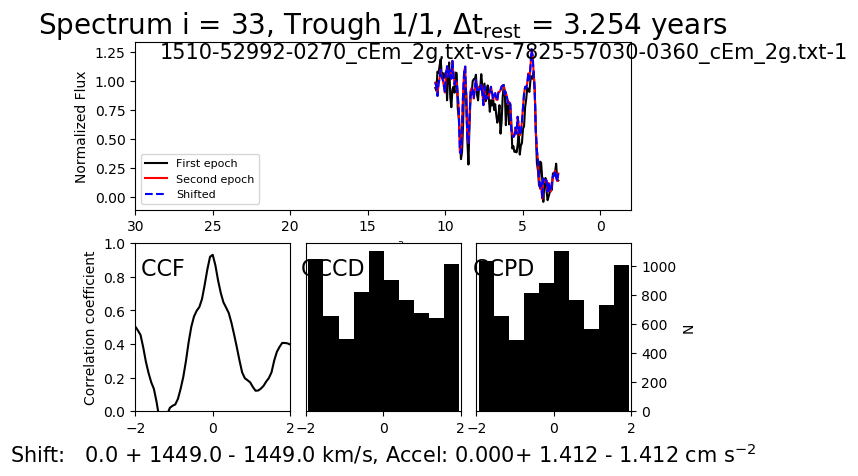 Spectrum i = 33, Trough 1/1, Δt_rest = 3.254 years
1510-52992-0270_cEm_2g.txt-vs-7825-57030-0360_cEm_2g.txt-1
Normalized Flux
1.25
1.00
0.75
0.50
0.25
0.00
First epoch
Second epoch
Shifted
30 25 20 15 10 5 0
Correlation coefficient
1.0
0.8
0.6
0.4
0.2
0.0
CCF
−2 0 2
CCCD
−2 0 2
CCPD
−2 0 2
1000
800
600
400
200
0
N
Shift: 0.0 + 1449.0 - 1449.0 km/s, Accel: 0.000+ 1.412 - 1.412 cm s⁻²